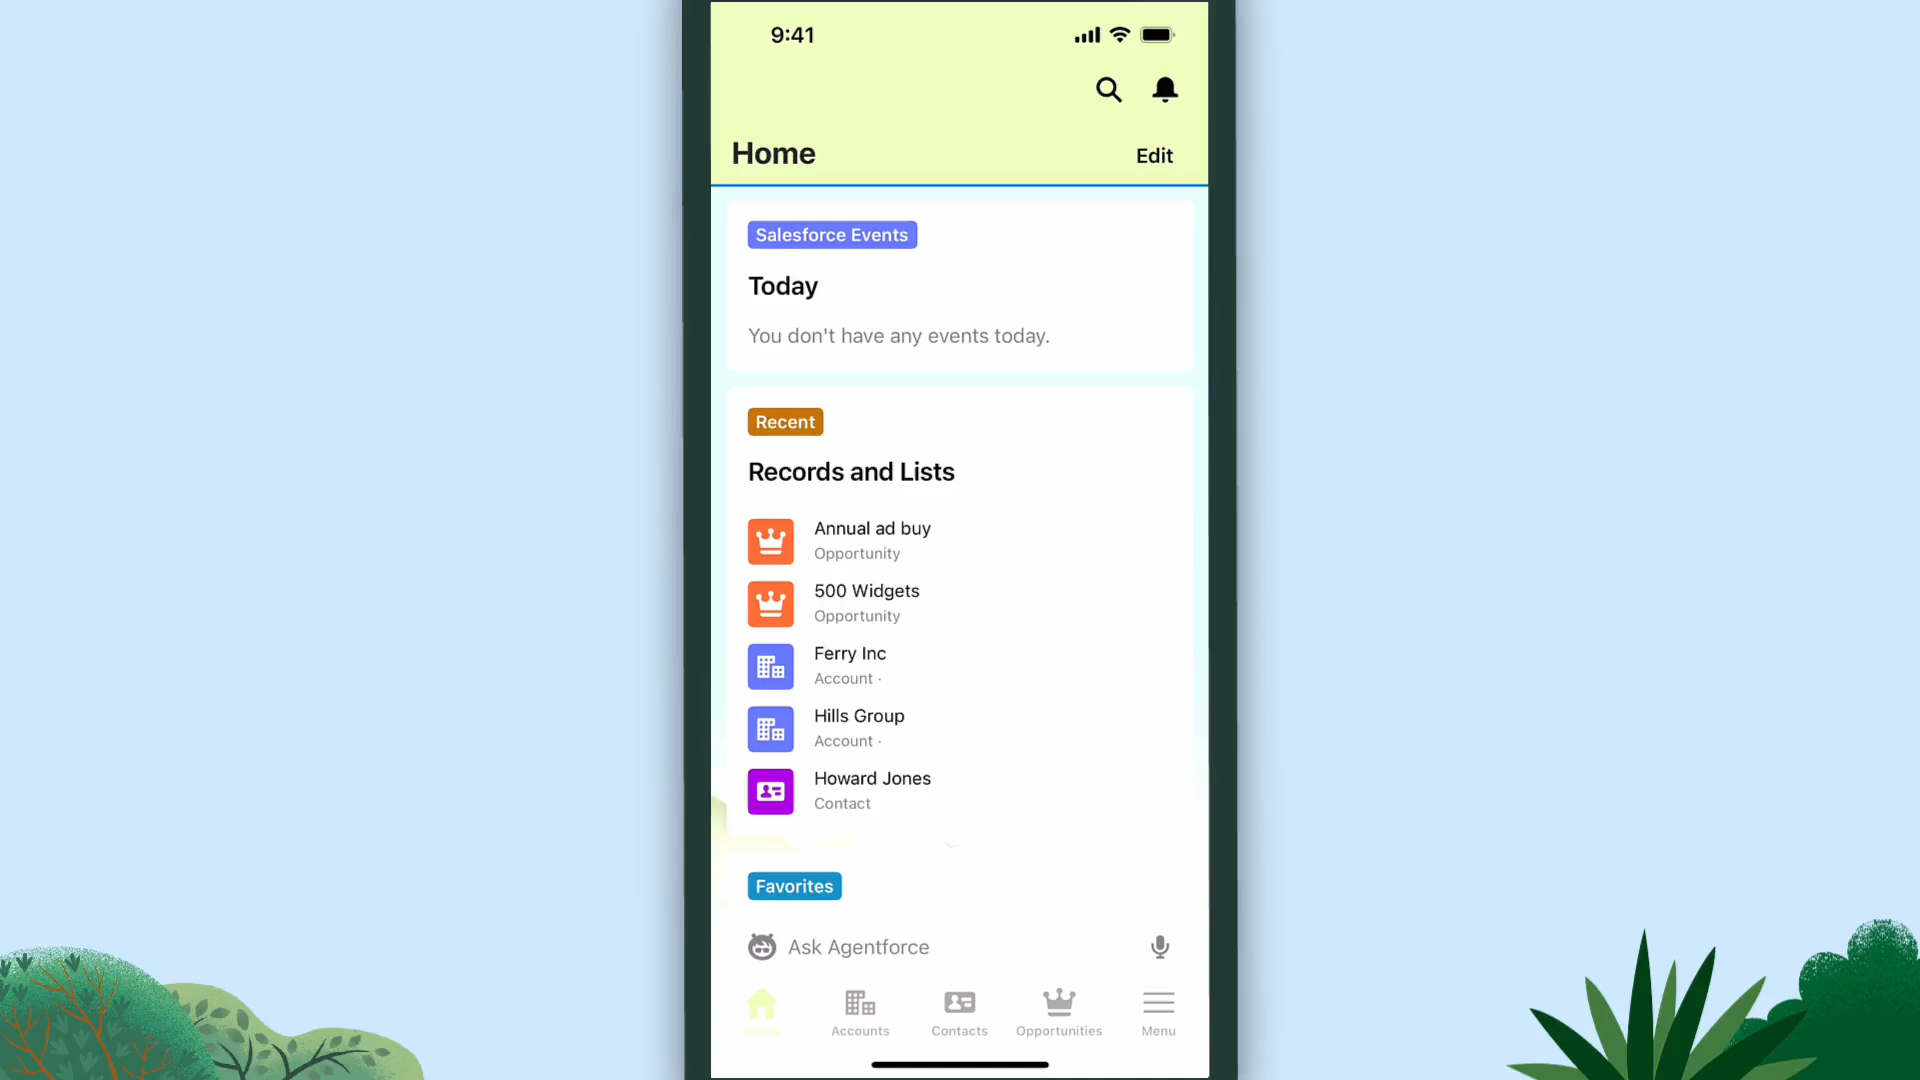 9:41
Home
Edit
Salesforce Events
Today
You don't have any events today.
Recent
Records and Lists
Annual ad buy
Opportunity
500 Widgets
Opportunity
Ferry Inc
Account ·
Hills Group
Account ·
Howard Jones
Contact
Favorites
Ask Agentforce
Accounts
Contacts
Opportunities
Menu